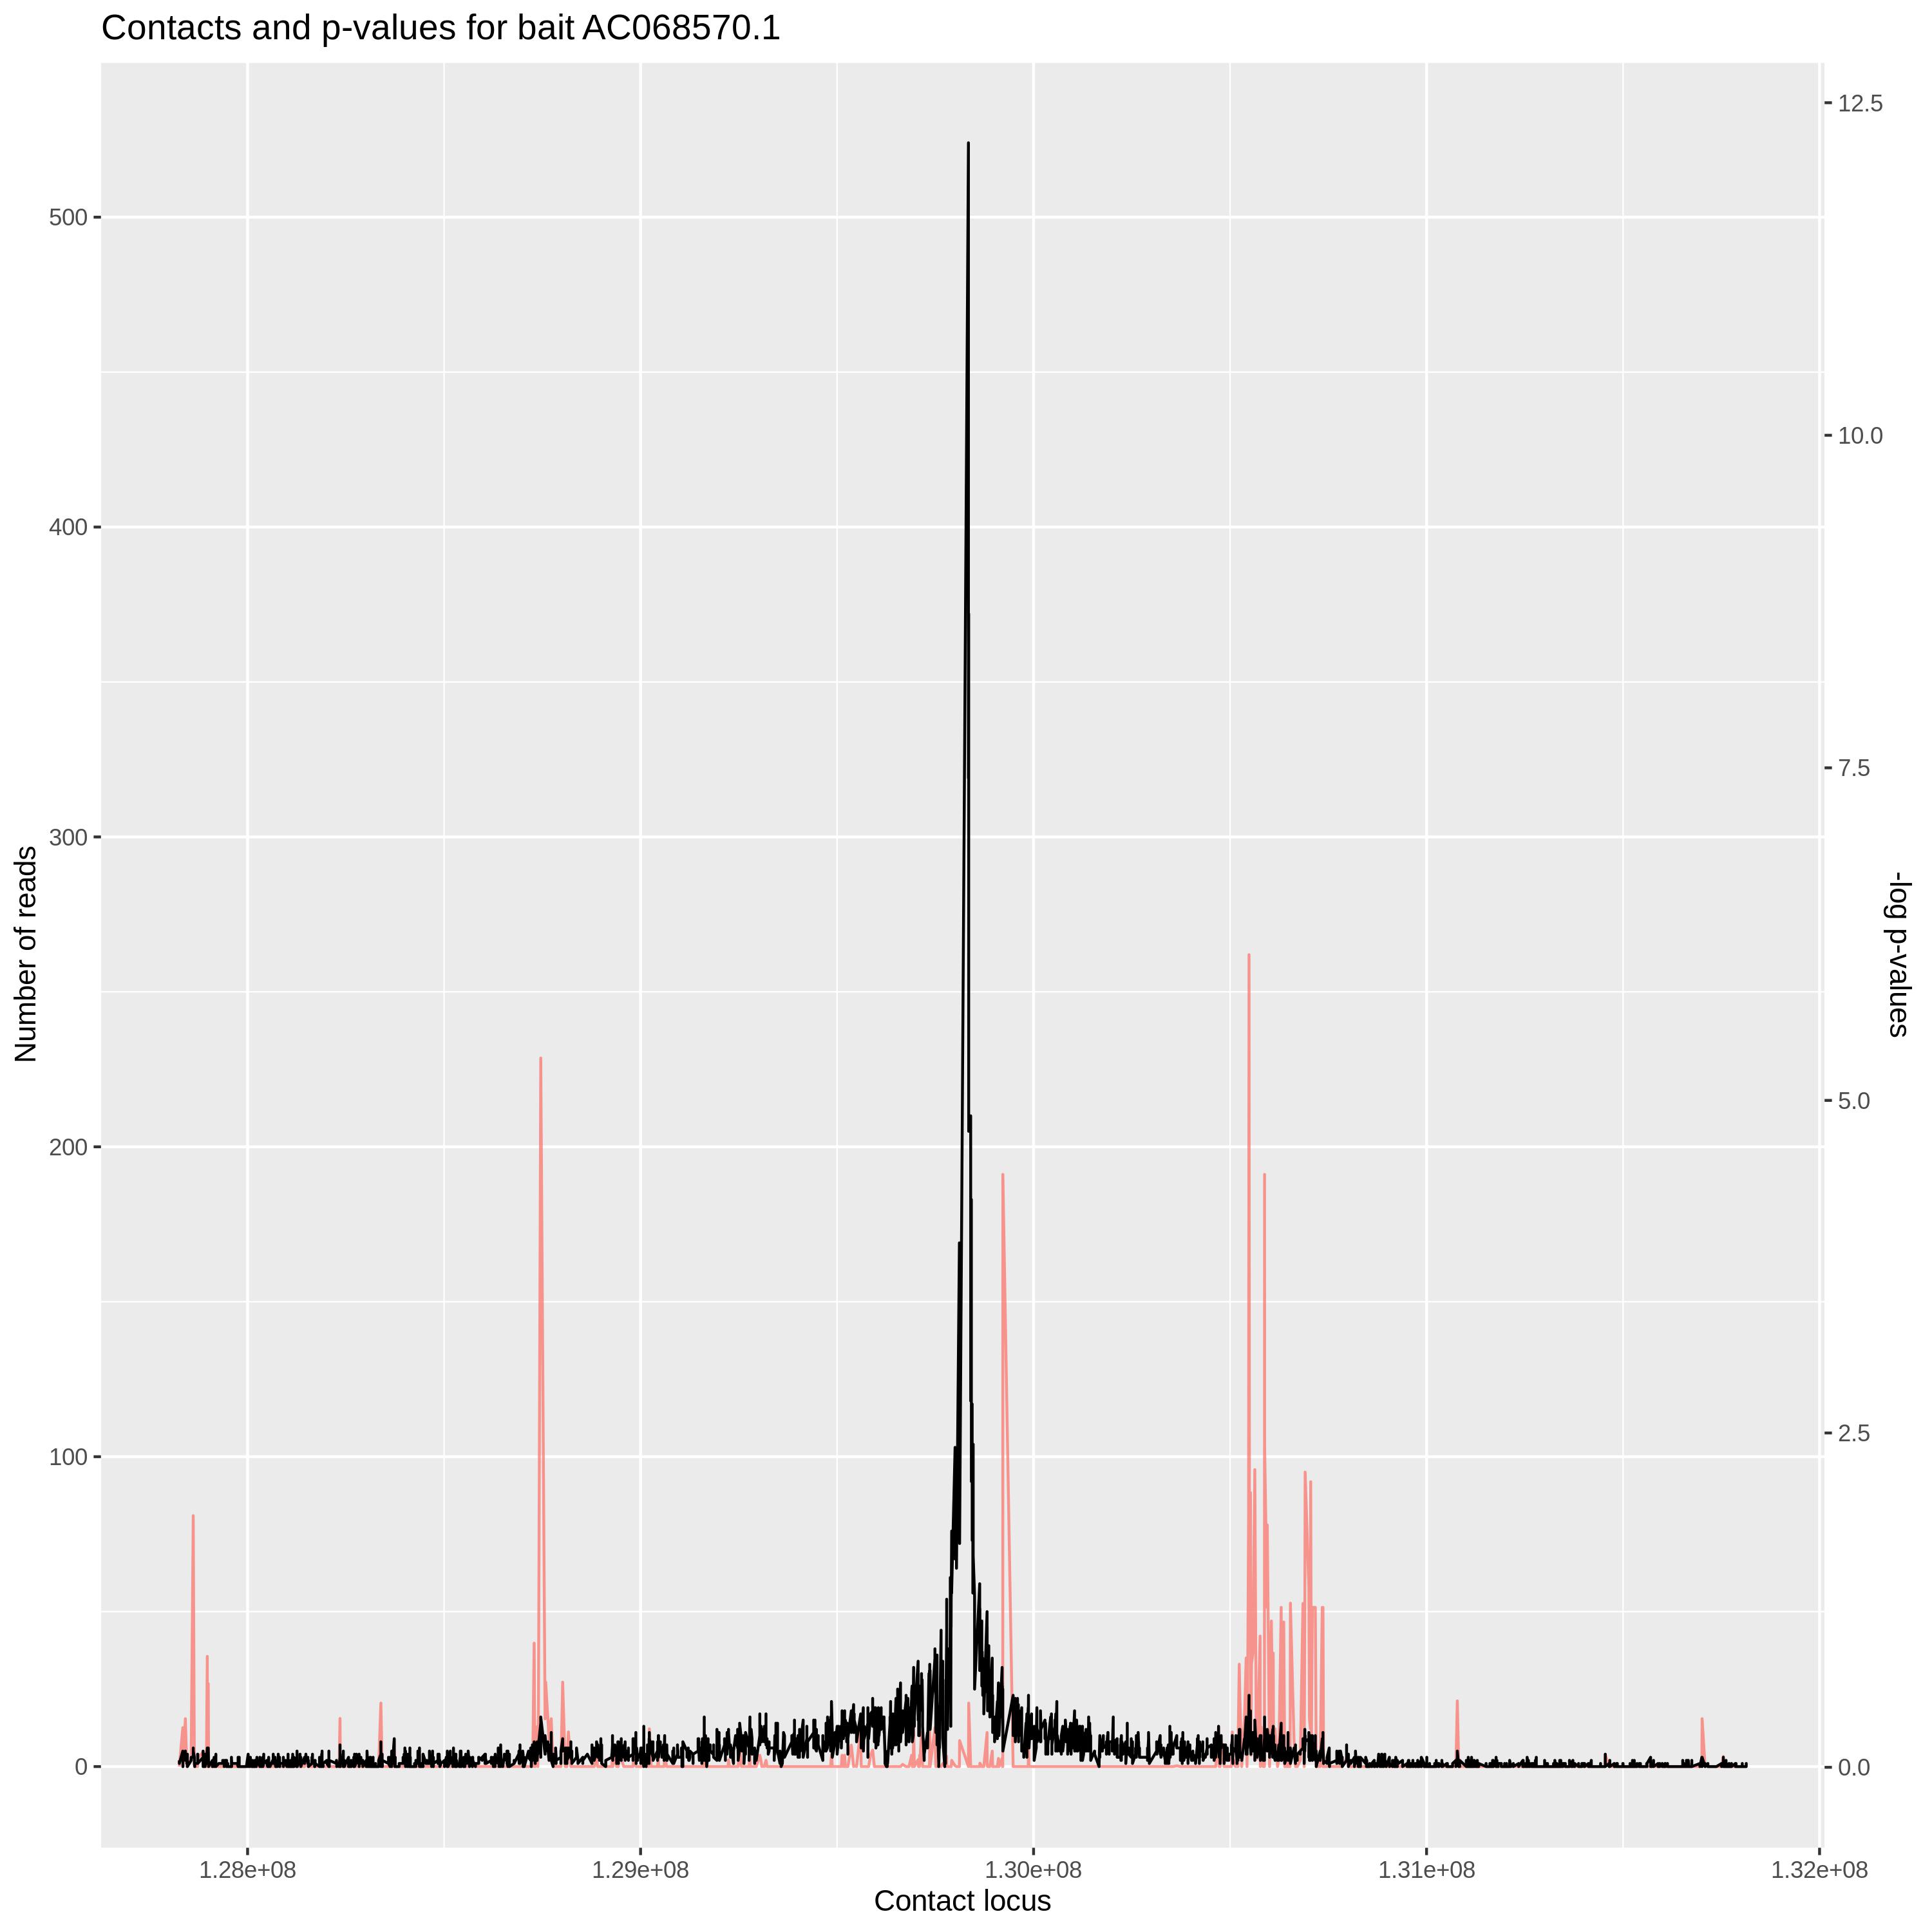 Contacts and p-values for bait AC068570.1
12.5
500
10.0
400
7.5
300
Number of reads
-log p-values
5.0
200
2.5
100
0
0.0
1.28e+08 1.29e+08 1.30e+08 1.31e+08 1.32e+08
Contact locus